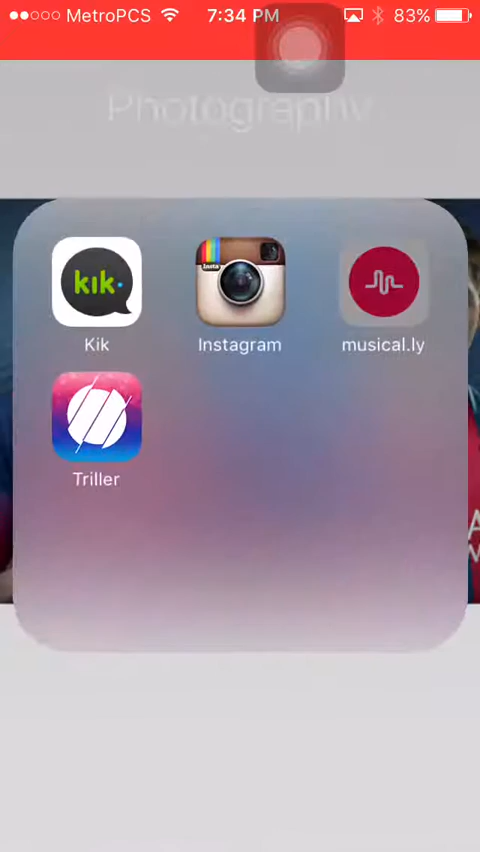 MetroPCS 7:34 PM 83%
Photography
kik.
Insta
Kik Instagram musical.ly
Triller
A